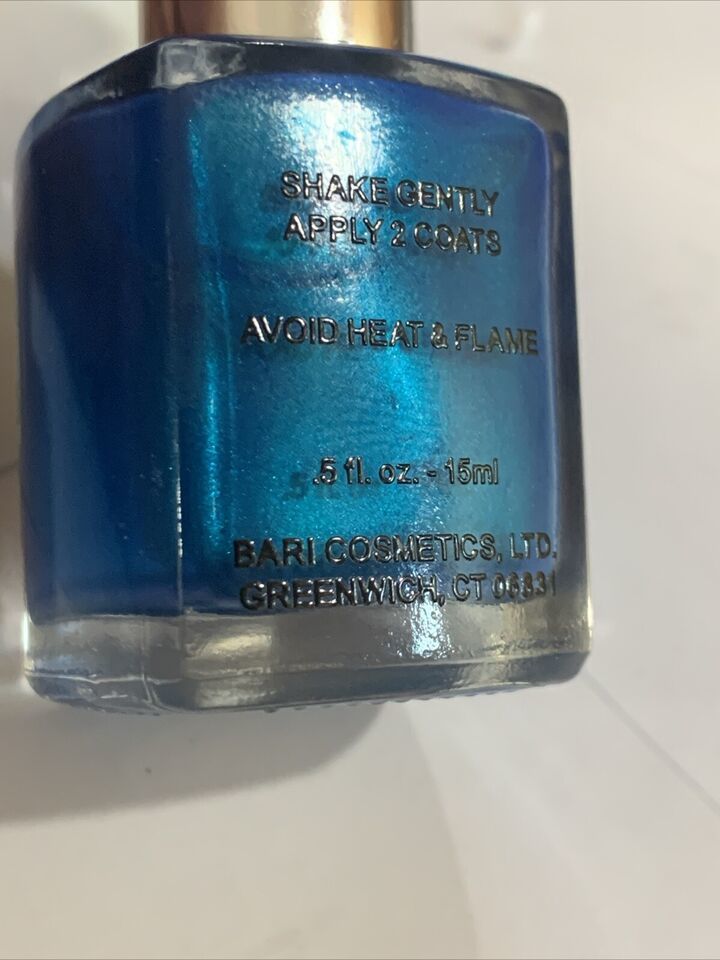 SHAKE GENTLY
APPLY 2 COATS
AVOID HEAT & FLAME
.5 fl. oz. - 15ml
BARI COSMETICS, LTD.
GREENWICH, CT 06831